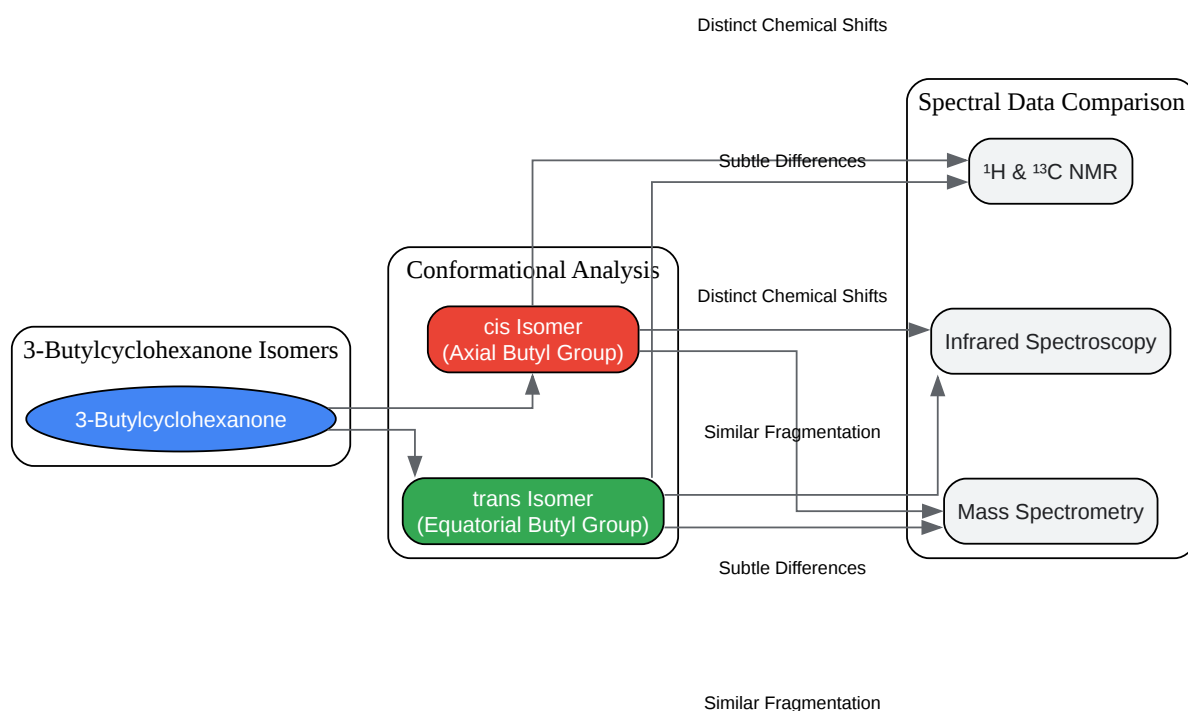 Distinct Chemical Shifts
Spectral Data Comparison
Subtle Differences
¹H & ¹³C NMR
Conformational Analysis
Distinct Chemical Shifts
cis Isomer
(Axial Butyl Group)
Infrared Spectroscopy
3-Butylcyclohexanone Isomers
3-Butylcyclohexanone
Similar Fragmentation
trans Isomer
(Equatorial Butyl Group)
Mass Spectrometry
Subtle Differences
Similar Fragmentation